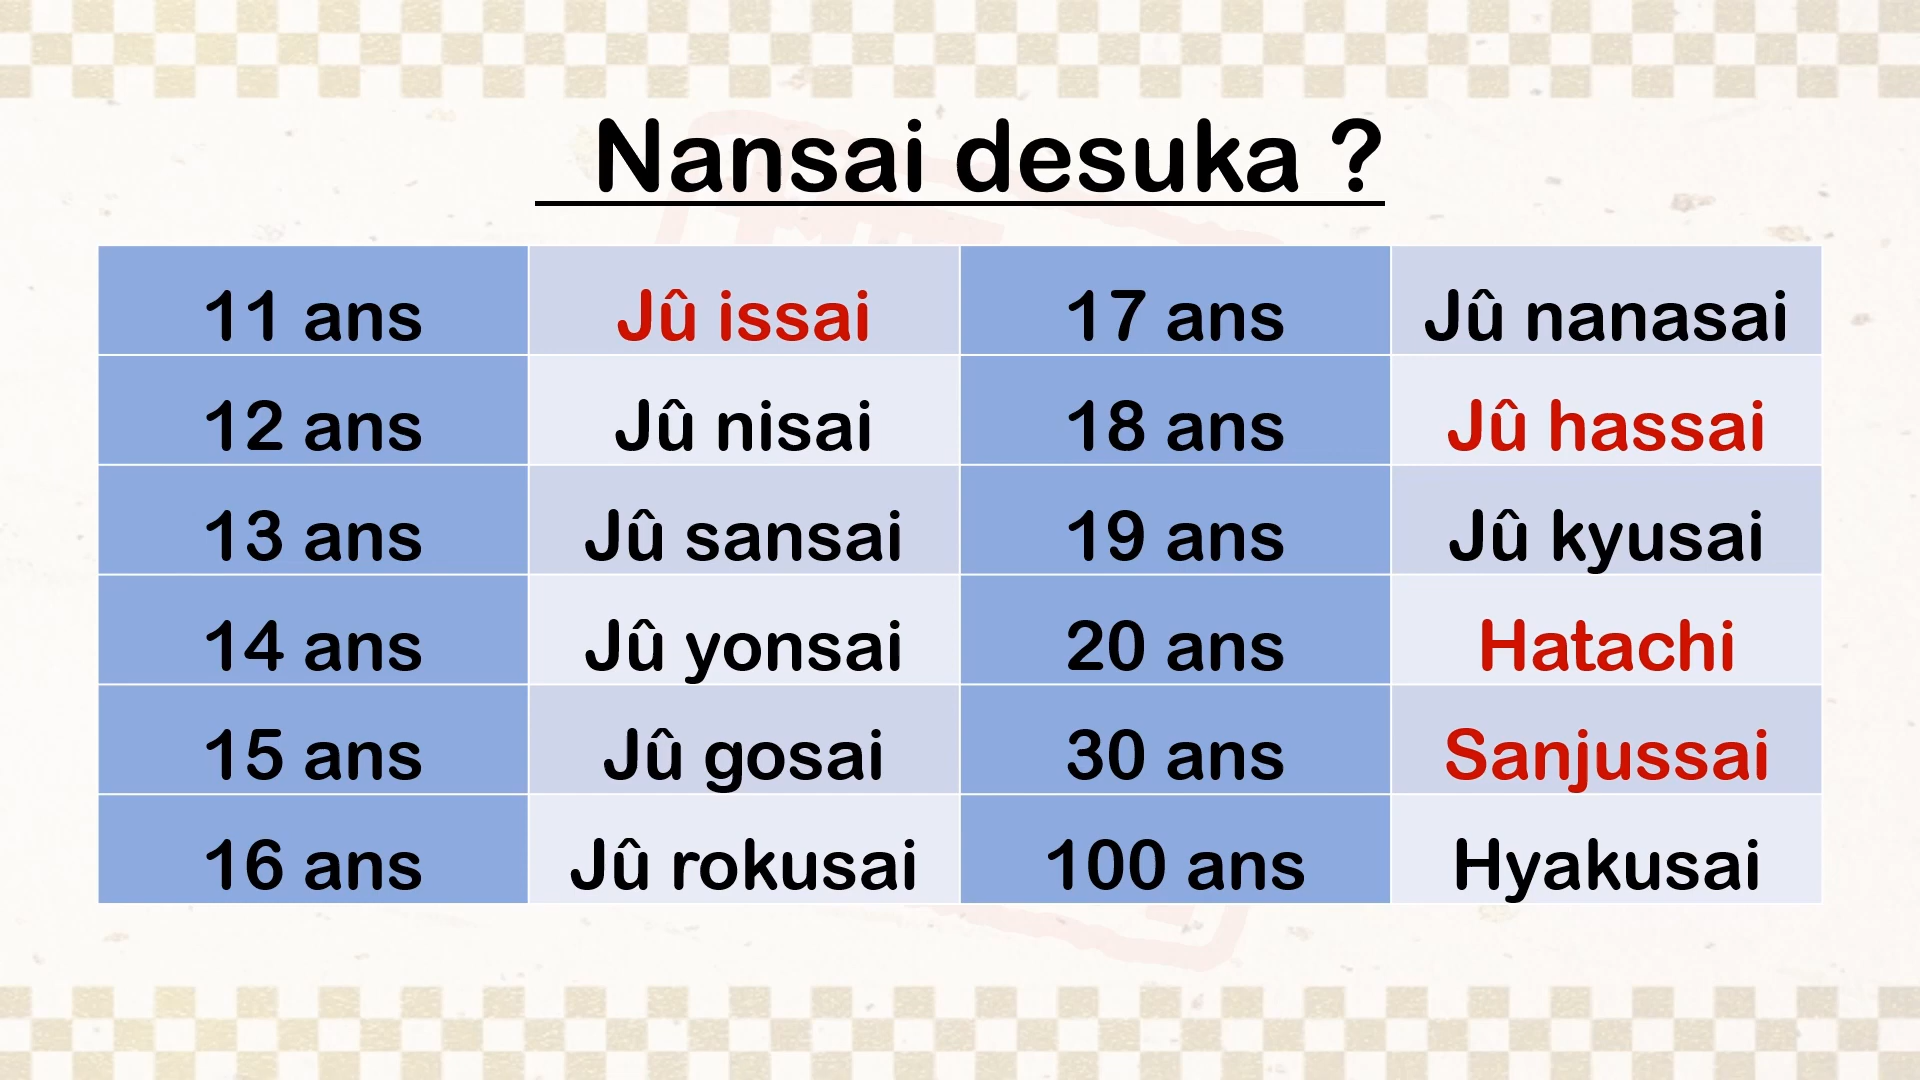 Nansai desuka ?
11 ans Jû issai 17 ans Jû nanasai
12 ans Jû nisai 18 ans Jû hassai
13 ans Jû sansai 19 ans Jû kyusai
14 ans Jû yonsai 20 ans Hatachi
15 ans Jû gosai 30 ans Sanjussai
16 ans Jû rokusai 100 ans Hyakusai